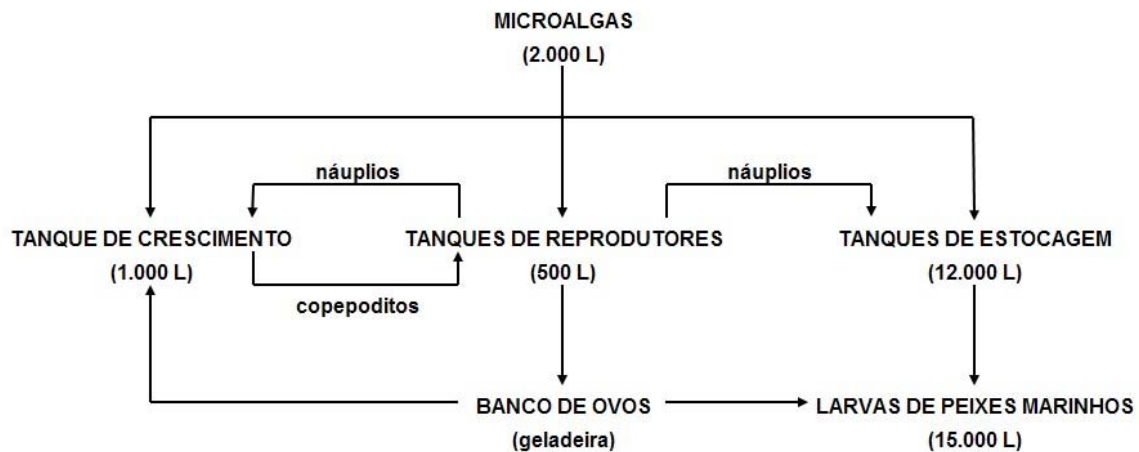 MICROALGAS
(2.000 L)
náuplios
náuplios
TANQUE DE CRESCIMENTO
(1.000 L)
TANQUES DE REPRODUTORES
(500 L)
TANQUES DE ESTOCAGEM
(12.000 L)
copepoditos
BANCO DE OVOS
(geladeira)
LARVAS DE PEIXES MARINHOS
(15.000 L)